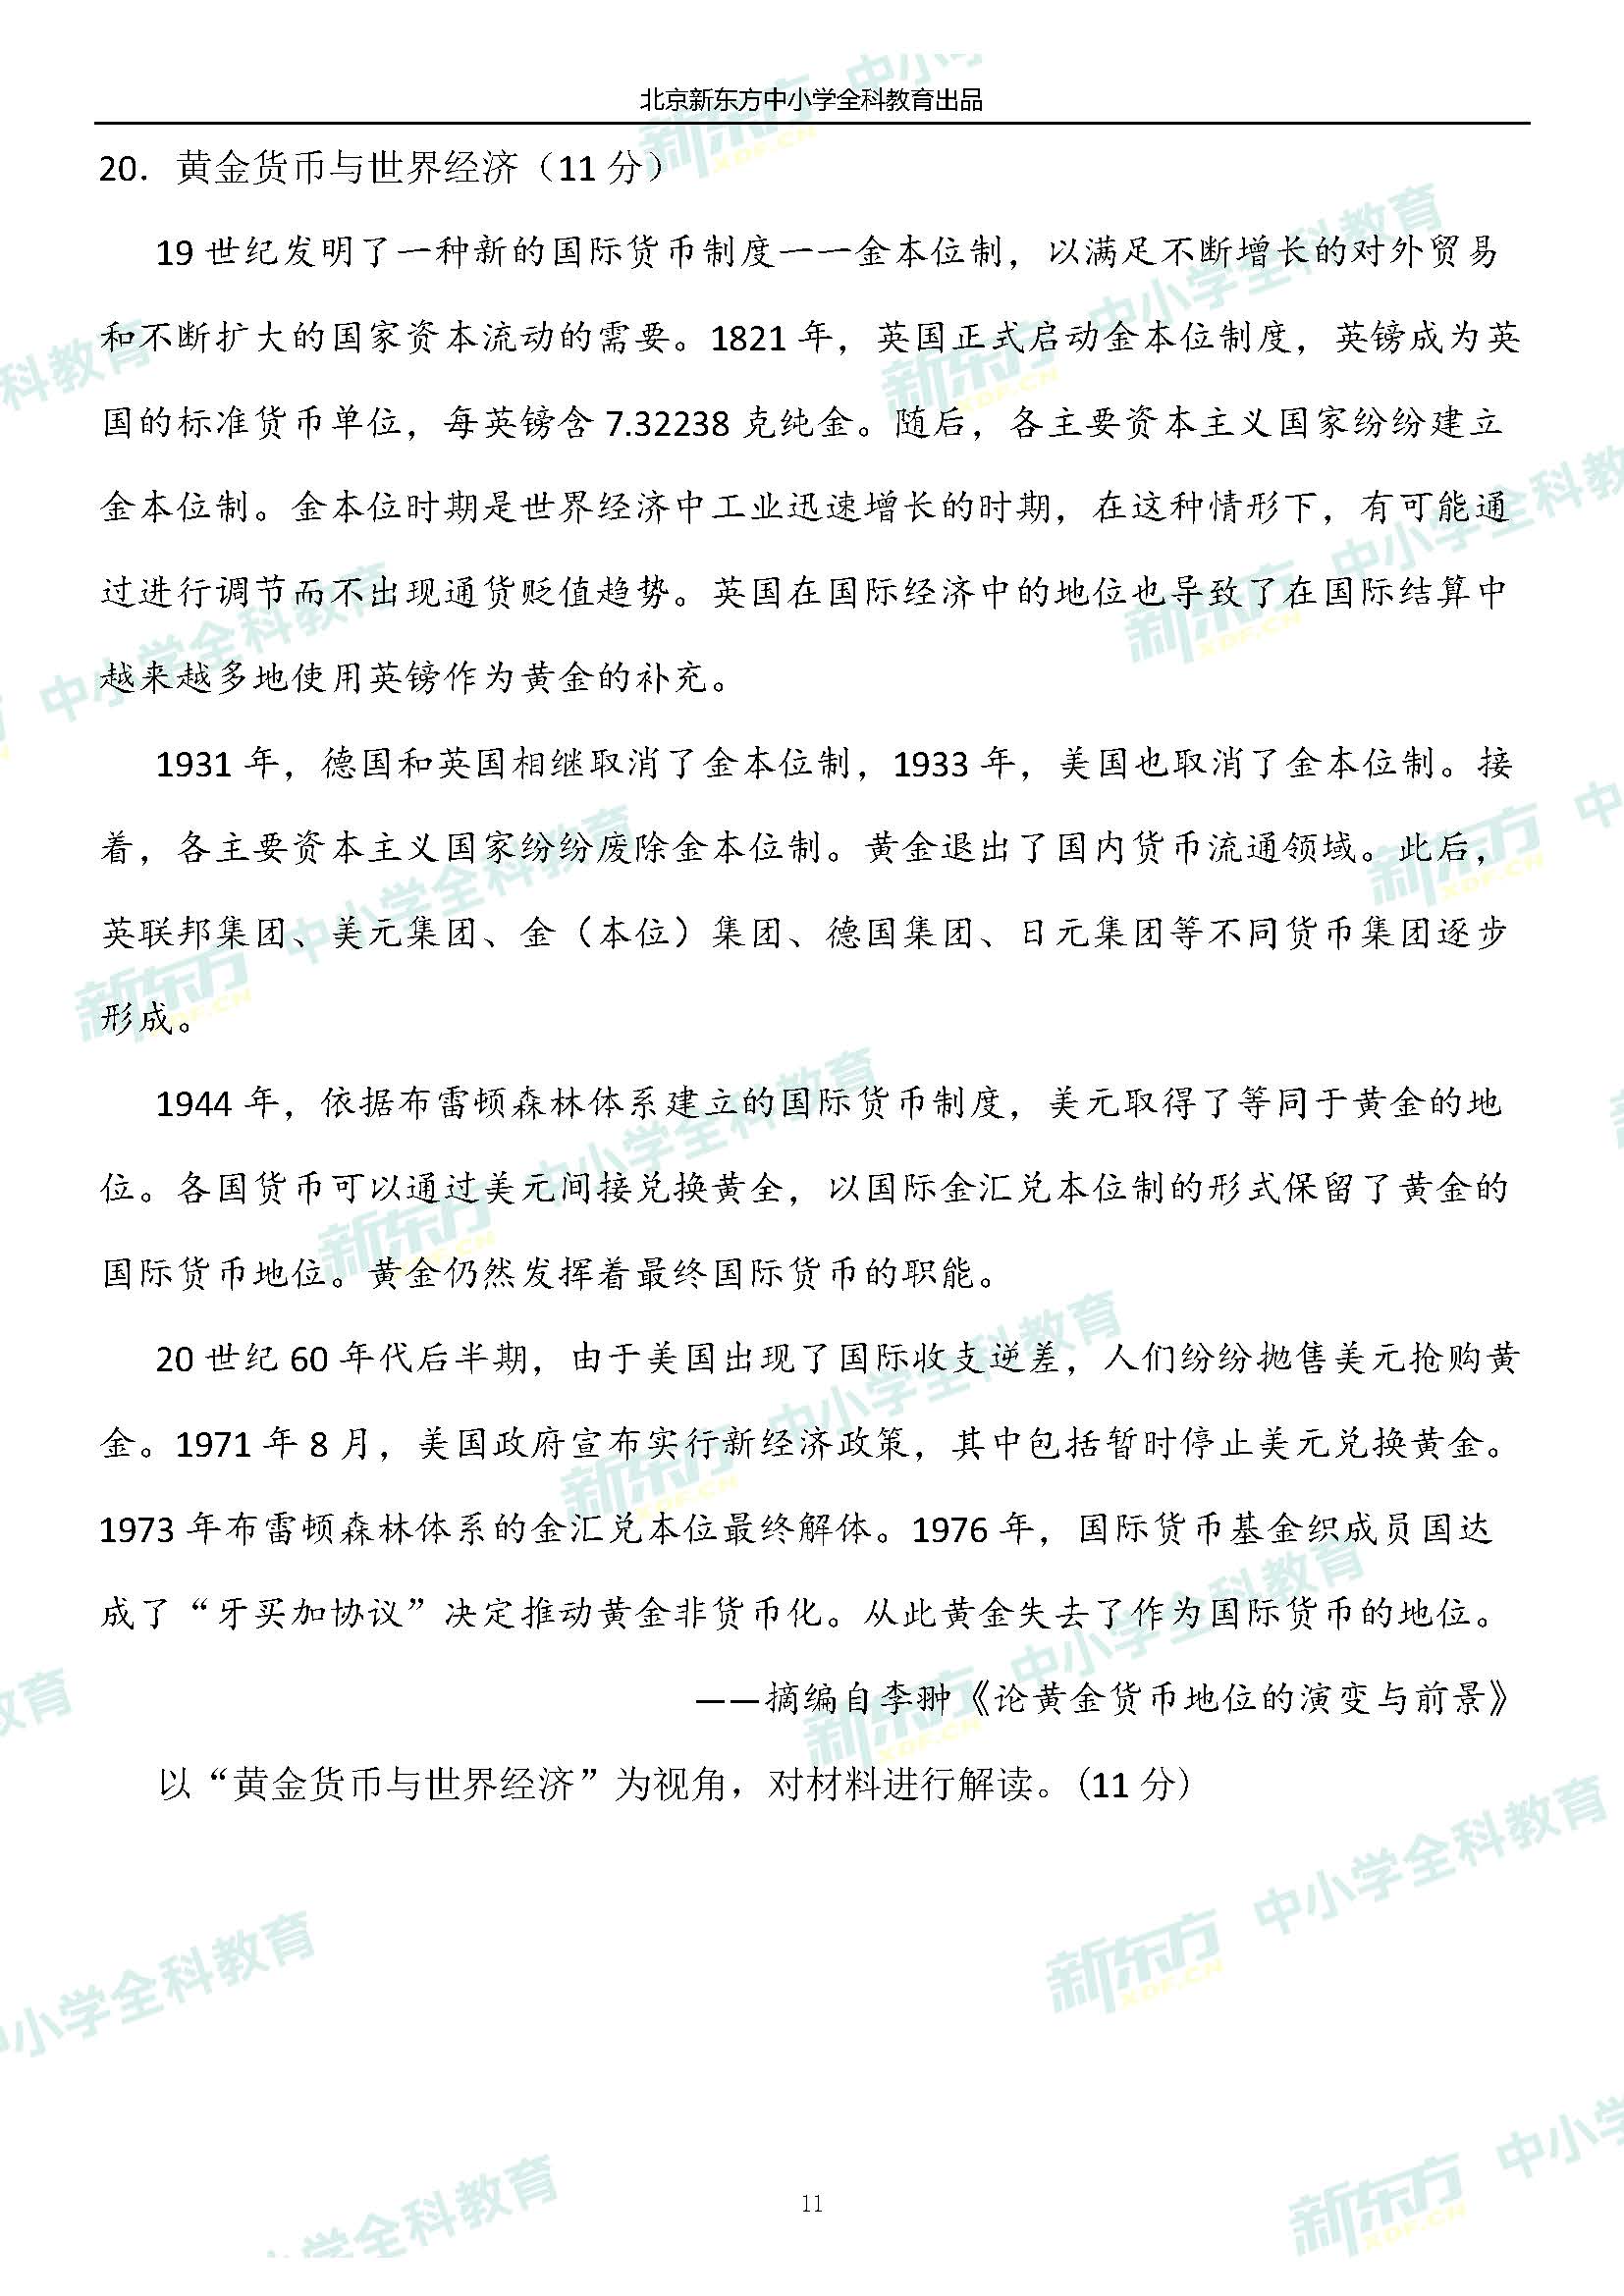 北京新东方中小学全科教育出品
20．黄金货币与世界经济（11 分）
19 世纪发明了一种新的国际货币制度一一金本位制，以满足不断增长的对外贸易
和不断扩大的国家资本流动的需要。1821 年，英国正式启动金本位制度，英镑成为英
国的标准货币单位，每英镑含 7.32238 克纯金。随后，各主要资本主义国家纷纷建立
金本位制。金本位时期是世界经济中工业迅速增长的时期，在这种情形下，有可能通
过进行调节而不出现通货贬值趋势。英国在国际经济中的地位也导致了在国际结算中
越来越多地使用英镑作为黄金的补充。
1931 年，德国和英国相继取消了金本位制，1933 年，美国也取消了金本位制。接
着，各主要资本主义国家纷纷废除金本位制。黄金退出了国内货币流通领域。此后，
英联邦集团、美元集团、金（本位）集团、德国集团、日元集团等不同货币集团逐步
形成。
1944 年，依据布雷顿森林体系建立的国际货币制度，美元取得了等同于黄金的地
位。各国货币可以通过美元间接兑换黄全，以国际金汇兑本位制的形式保留了黄金的
国际货币地位。黄金仍然发挥着最终国际货币的职能。
20 世纪 60 年代后半期，由于美国出现了国际收支逆差，人们纷纷抛售美元抢购黄
金。1971 年 8 月，美国政府宣布实行新经济政策，其中包括暂时停止美元兑换黄金。
1973 年布雷顿森林体系的金汇兑本位最终解体。1976 年，国际货币基金织成员国达
成了“牙买加协议”决定推动黄金非货币化。从此黄金失去了作为国际货币的地位。
——摘编自李翀《论黄金货币地位的演变与前景》
以“黄金货币与世界经济”为视角，对材料进行解读。(11 分)
11
新东方 XDF.CN 中小学全科教育